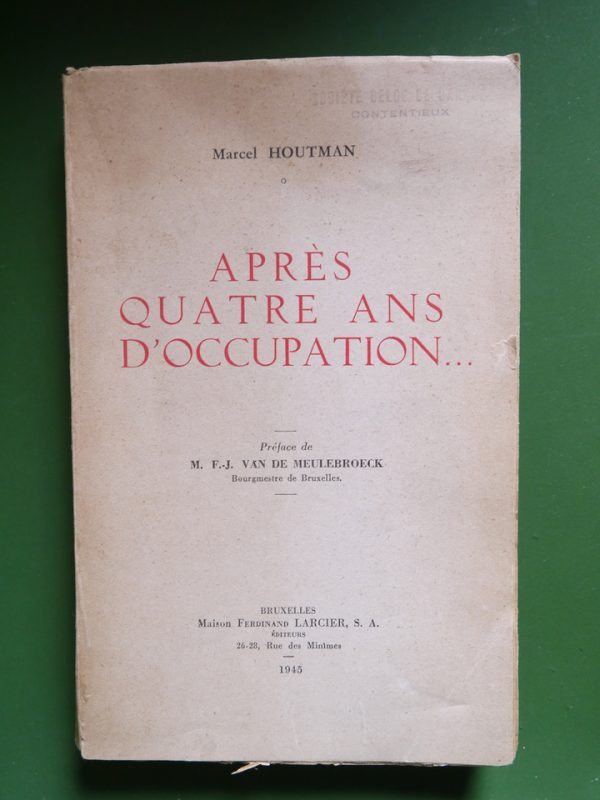 SOCIÉTÉ
CONTENTIEUX
Marcel HOUTMAN
APRÈS
QUATRE ANS
D'OCCUPATION...
Préface de
M. F.-J. VAN DE MEULEBROECK
Bourgmestre de Bruxelles.
BRUXELLES
Maison FERDINAND LARCIER, S. A.
ÉDITEURS
26-28, Rue des Minimes
1945